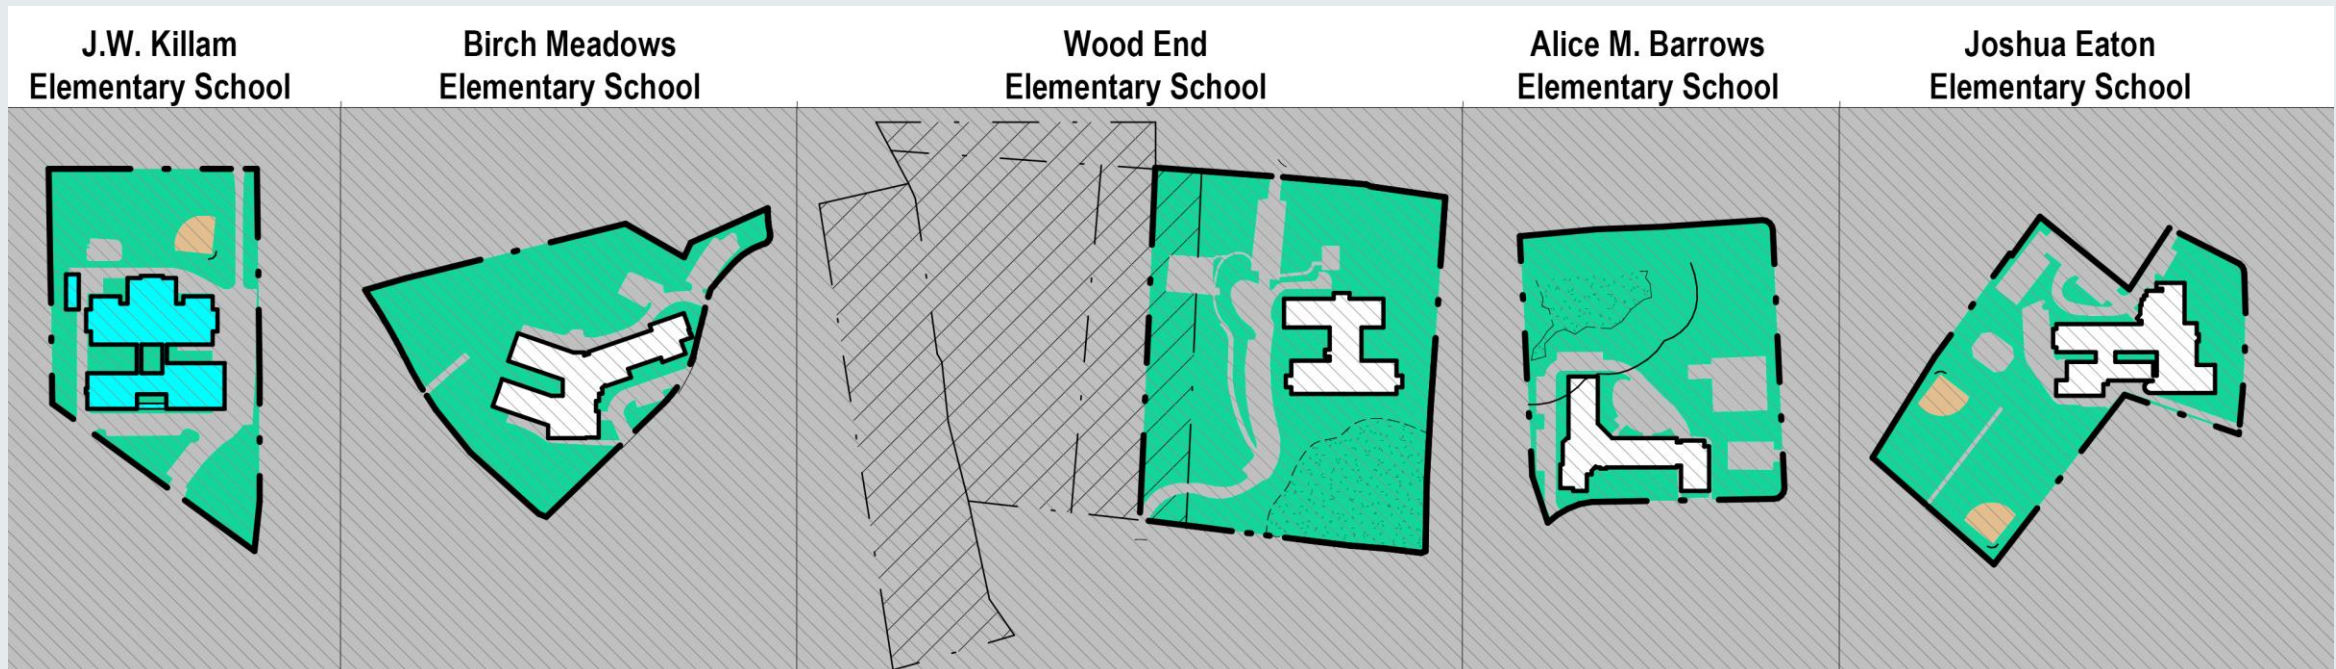 J.W. Killam
Elementary School
Birch Meadows
Elementary School
Wood End
Elementary School
Alice M. Barrows
Elementary School
Joshua Eaton
Elementary School